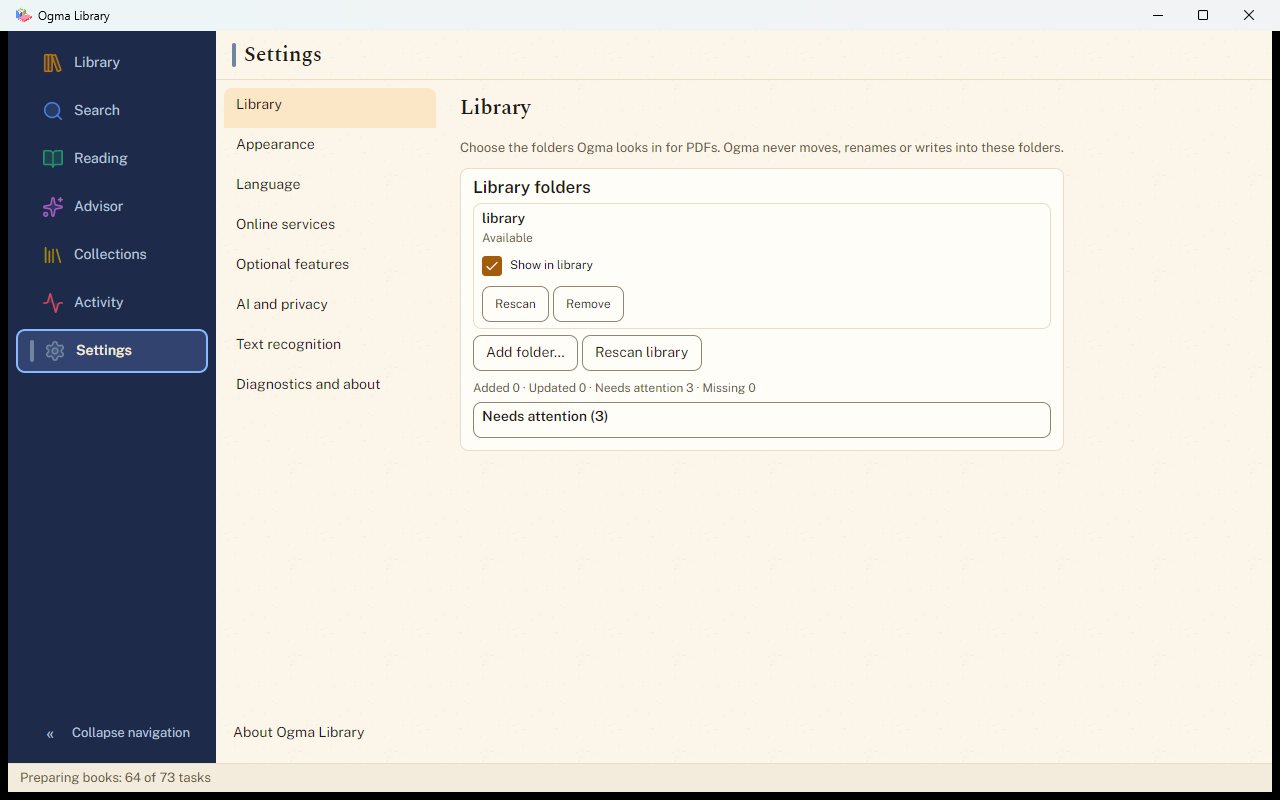 Ogma Library
Library
Search
Reading
Advisor
Collections
Activity
Settings
« Collapse navigation
Settings
Library
Appearance
Language
Online services
Optional features
AI and privacy
Text recognition
Diagnostics and about
About Ogma Library
Library
Choose the folders Ogma looks in for PDFs. Ogma never moves, renames or writes into these folders.
Library folders
library
Available
Show in library
Rescan Remove
Add folder... Rescan library
Added 0 · Updated 0 · Needs attention 3 · Missing 0
Needs attention (3)
Preparing books: 64 of 73 tasks